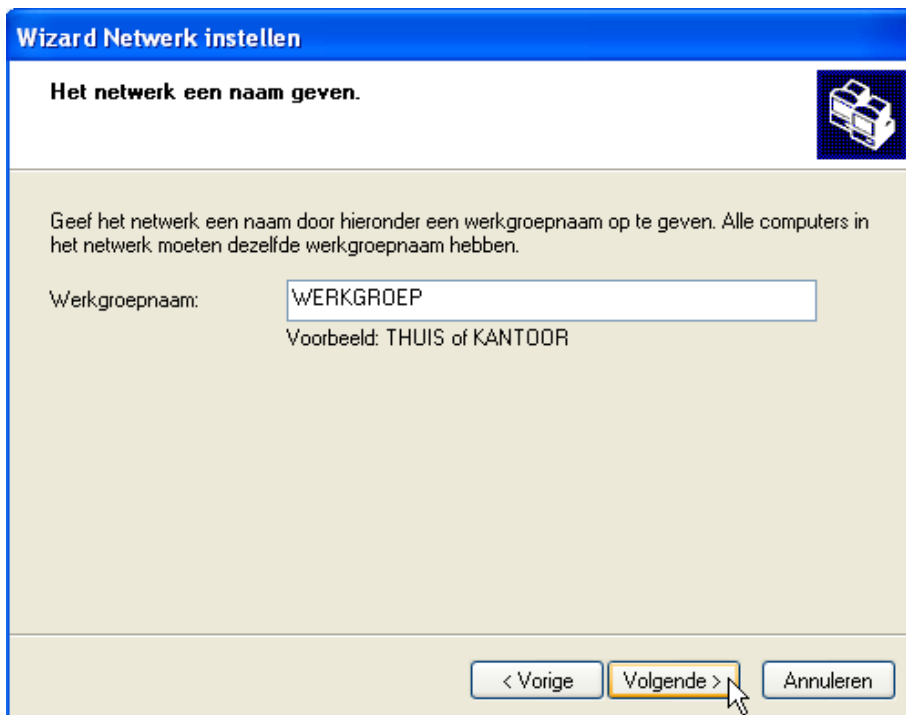 Wizard Netwerk instellen
Het netwerk een naam geven.
Geef het netwerk een naam door hieronder een werkgroepnaam op te geven. Alle computers in
het netwerk moeten dezelfde werkgroepnaam hebben.
Werkgroepnaam: WERKGROEP
Voorbeeld: THUIS of KANTOOR
< Vorige Volgende > Annuleren